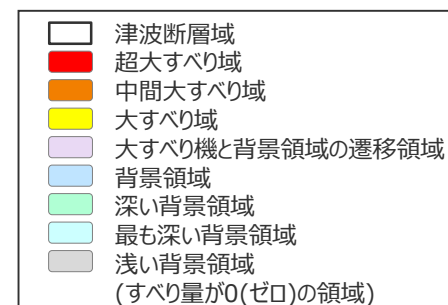 津波断層域
超大すべり域
中間大すべり域
大すべり域
大すべり機と背景領域の遷移領域
背景領域
深い背景領域
最も深い背景領域
浅い背景領域
(すべり量が0(ゼロ)の領域)